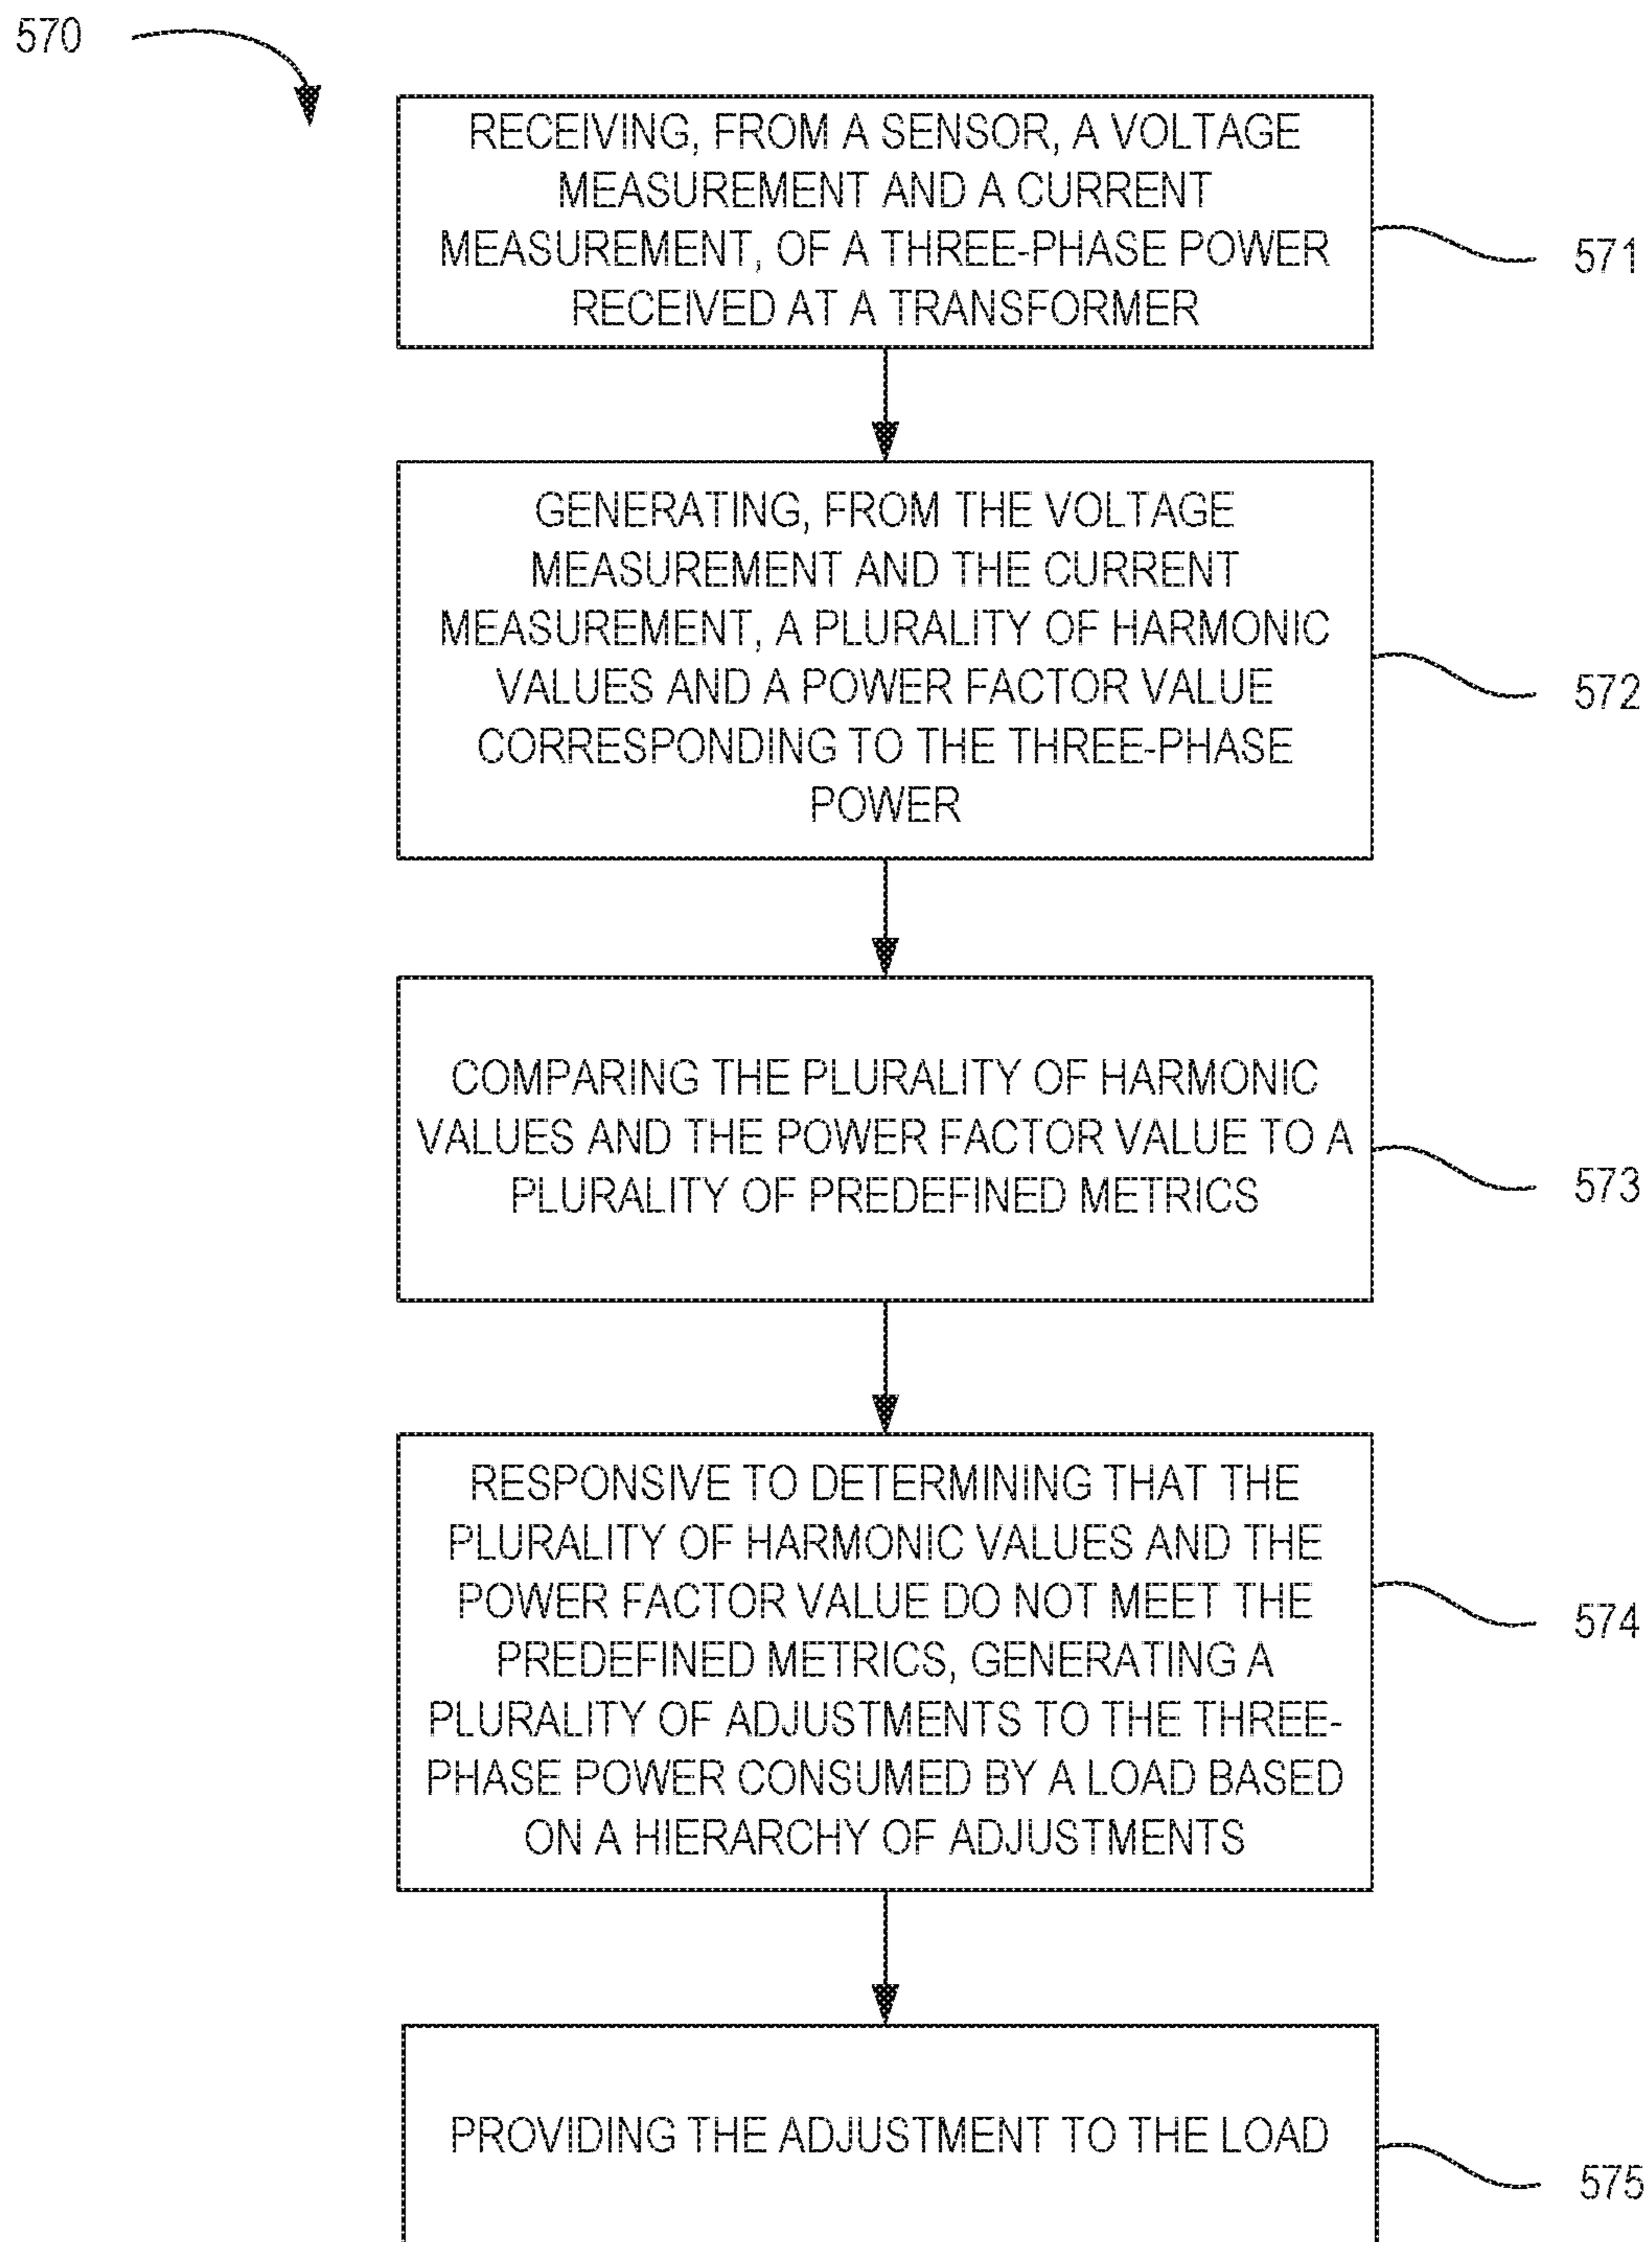 570
RECEIVING, FROM A SENSOR, A VOLTAGE
MEASUREMENT AND A CURRENT
MEASUREMENT, OF A THREE-PHASE POWER
RECEIVED AT A TRANSFORMER
571
GENERATING, FROM THE VOLTAGE
MEASUREMENT AND THE CURRENT
MEASUREMENT, A PLURALITY OF HARMONIC
VALUES AND A POWER FACTOR VALUE
CORRESPONDING TO THE THREE-PHASE
POWER
572
COMPARING THE PLURALITY OF HARMONIC
VALUES AND THE POWER FACTOR VALUE TO A
PLURALITY OF PREDEFINED METRICS
573
RESPONSIVE TO DETERMINING THAT THE
PLURALITY OF HARMONIC VALUES AND THE
POWER FACTOR VALUE DO NOT MEET THE
PREDEFINED METRICS, GENERATING A
PLURALITY OF ADJUSTMENTS TO THE THREE-
PHASE POWER CONSUMED BY A LOAD BASED
ON A HIERARCHY OF ADJUSTMENTS
574
PROVIDING THE ADJUSTMENT TO THE LOAD
575